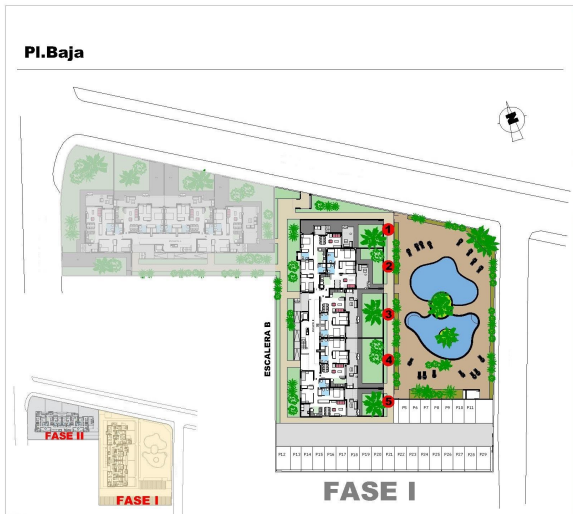 Pl.Baja
N
1
2
3
4
5
ESCALERA B
P5 P6 P7 P8 P9 P10 P11
P12 P13 P14 P15 P16 P17 P18 P19 P20 P21 P22 P23 P24 P25 P26 P27 P28 P29
FASE II
FASE I
FASE I